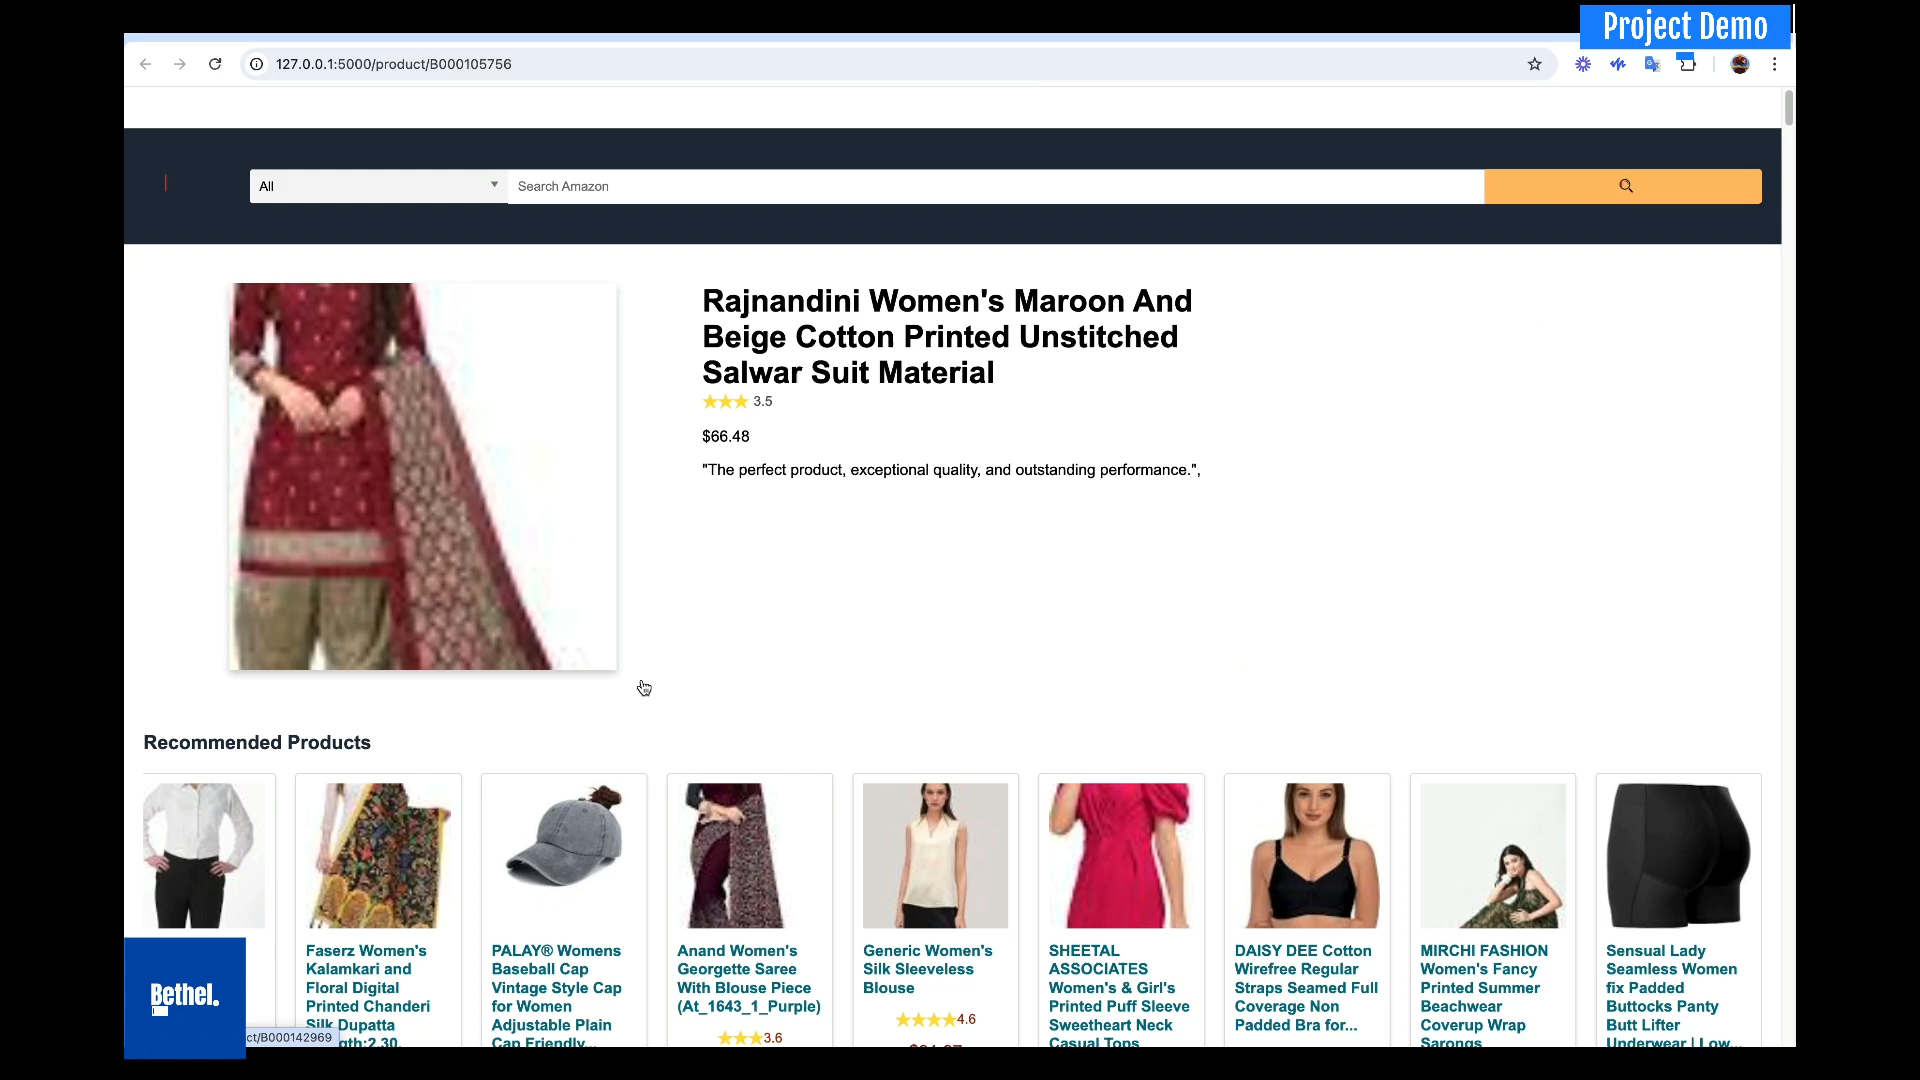 Project Demo
127.0.0.1:5000/product/B000105756
All
Search Amazon
Rajnandini Women's Maroon And
Beige Cotton Printed Unstitched
Salwar Suit Material
3.5
$66.48
"The perfect product, exceptional quality, and outstanding performance.",
Recommended Products
Faserz Women's
Kalamkari and
Floral Digital
Printed Chanderi
Silk Dupatta
gth:2.30,
PALAY® Womens
Baseball Cap
Vintage Style Cap
for Women
Adjustable Plain
Cap Friendly...
Anand Women's
Georgette Saree
With Blouse Piece
(At_1643_1_Purple)
3.6
Generic Women's
Silk Sleeveless
Blouse
4.6
SHEETAL
ASSOCIATES
Women's & Girl's
Printed Puff Sleeve
Sweetheart Neck
Casual Tops
DAISY DEE Cotton
Wirefree Regular
Straps Seamed Full
Coverage Non
Padded Bra for...
MIRCHI FASHION
Women's Fancy
Printed Summer
Beachwear
Coverup Wrap
Sarongs
Sensual Lady
Seamless Women
fix Padded
Buttocks Panty
Butt Lifter
Underwear | Low...
Bethel.
ct/B000142969